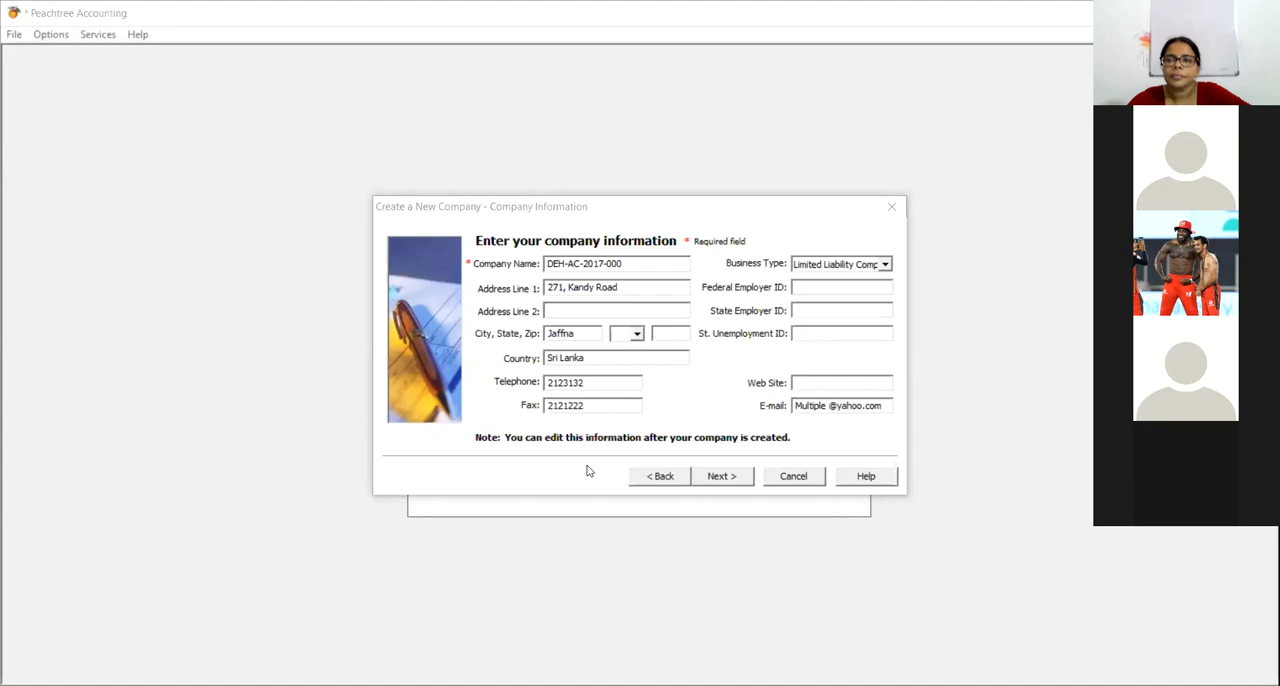 * Peachtree Accounting
File Options Services Help
Create a New Company - Company Information
Enter your company information * Required field
* Company Name: DEH-AC-2017-000
Business Type: Limited Liability Comp
Address Line 1: 271, Kandy Road
Federal Employer ID:
Address Line 2:
State Employer ID:
City, State, Zip: Jaffna
St. Unemployment ID:
Country: Sri Lanka
Telephone: 2123132
Web Site:
Fax: 2121222
E-mail: Multiple @yahoo.com
Note: You can edit this information after your company is created.
< Back Next > Cancel Help